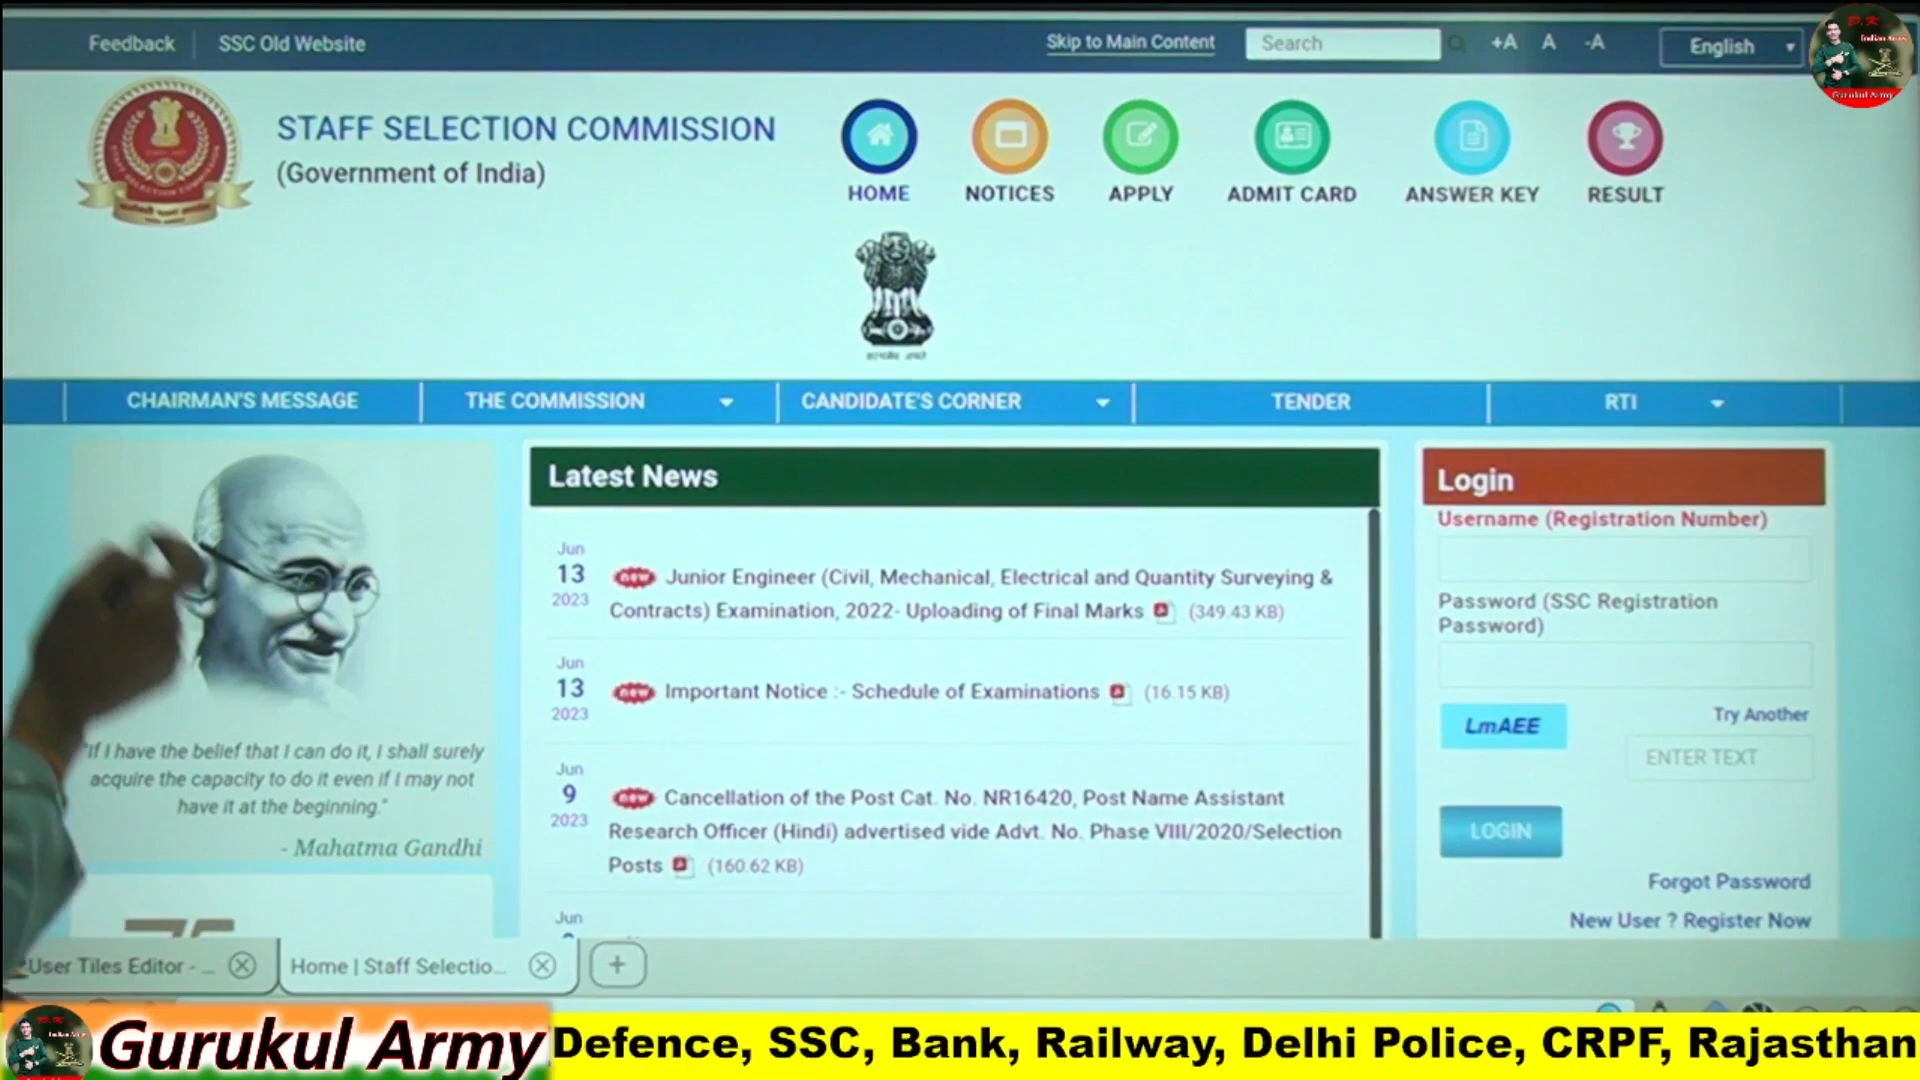 Feedback
SSC Old Website
Skip to Main Content
Search
+A A -A
English
STAFF SELECTION COMMISSION
(Government of India)
HOME
NOTICES
APPLY
ADMIT CARD
ANSWER KEY
RESULT
CHAIRMAN'S MESSAGE
THE COMMISSION
CANDIDATE'S CORNER
TENDER
RTI
"If I have the belief that I can do it, I shall surely
acquire the capacity to do it even if I may not
have it at the beginning."
- Mahatma Gandhi
75
Latest News
Jun
13
2023
new Junior Engineer (Civil, Mechanical, Electrical and Quantity Surveying &
Contracts) Examination, 2022- Uploading of Final Marks (349.43 KB)
Jun
13
2023
new Important Notice :- Schedule of Examinations (16.15 KB)
Jun
9
2023
new Cancellation of the Post Cat. No. NR16420, Post Name Assistant
Research Officer (Hindi) advertised vide Advt. No. Phase VIII/2020/Selection
Posts (160.62 KB)
Jun
Login
Username (Registration Number)
Password (SSC Registration
Password)
LmAEE
Try Another
ENTER TEXT
LOGIN
Forgot Password
New User ? Register Now
User Tiles Editor - ...
Home | Staff Selectio...
+
D.K
Indian Army
Gurukul Army
Gurukul Army
Defence, SSC, Bank, Railway, Delhi Police, CRPF, Rajasthan